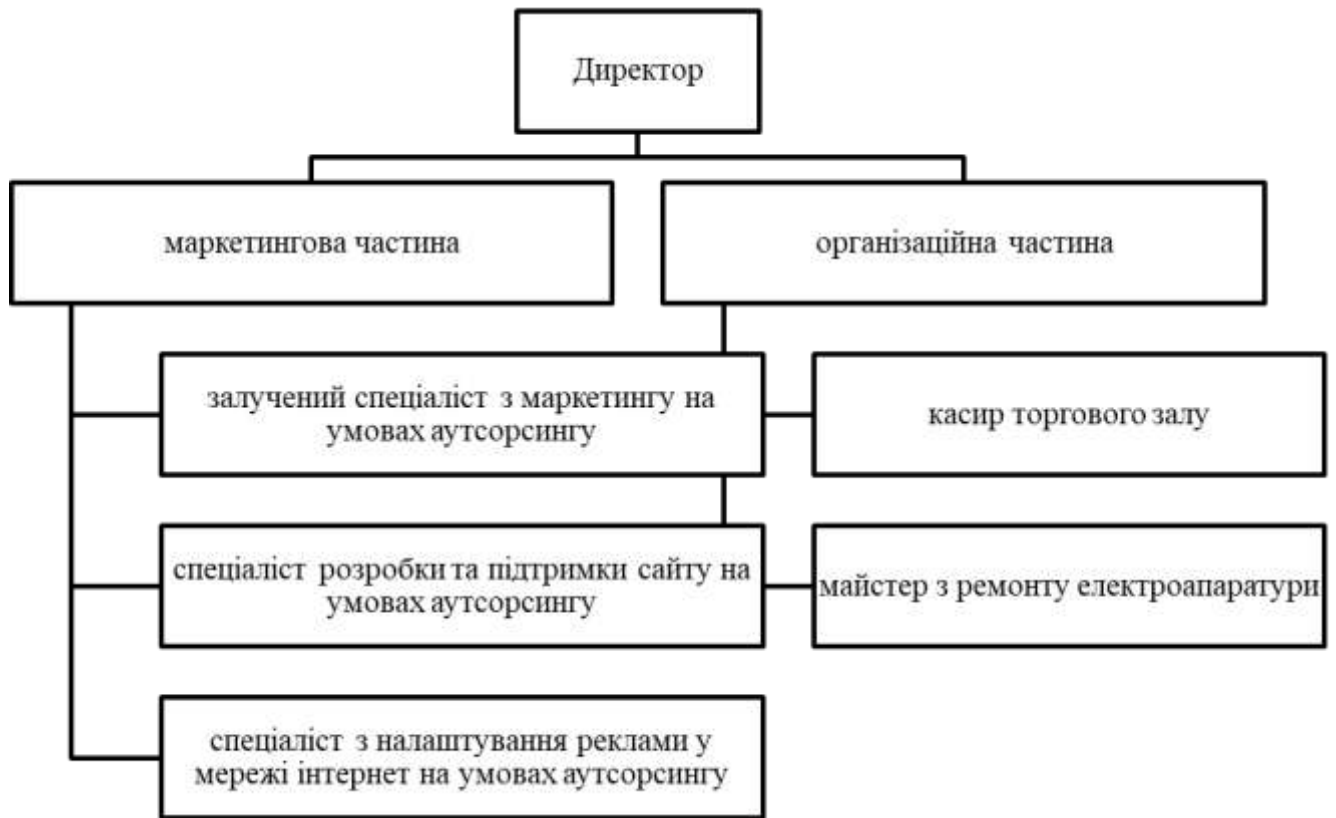 Директор
маркетингова частина
організаційна частина
залучений спеціаліст з маркетингу на
умовах аутсорсингу
касир торгового залу
спеціаліст розробки та підтримки сайту на
умовах аутсорсингу
майстер з ремонту електроапаратури
спеціаліст з налаштування реклами у
мережі інтернет на умовах аутсорсингу